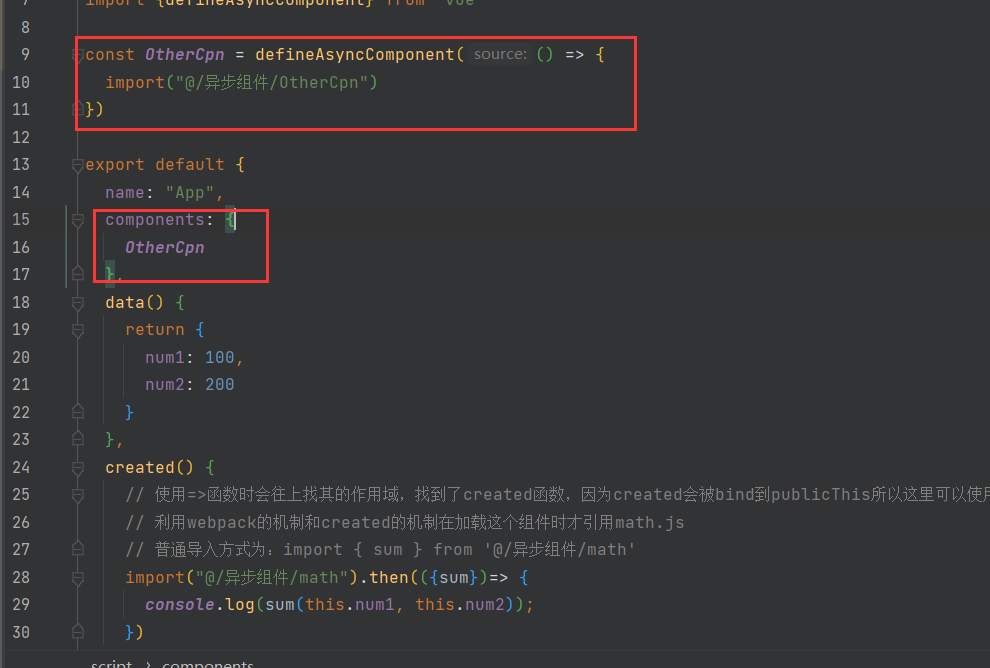 7 import {defineAsyncComponent} from 'vue'
8
9 const OtherCpn = defineAsyncComponent( source: () => {
10 import("@/异步组件/OtherCpn")
11 })
12
13 export default {
14 name: "App",
15 components: {
16 OtherCpn
17 },
18 data() {
19 return {
20 num1: 100,
21 num2: 200
22 }
23 },
24 created() {
25 // 使用=>函数时会往上找其的作用域，找到了created函数，因为created会被bind到publicThis所以这里可以使用
26 // 利用webpack的机制和created的机制在加载这个组件时才引用math.js
27 // 普通导入方式为：import { sum } from '@/异步组件/math'
28 import("@/异步组件/math").then(({sum})=> {
29 console.log(sum(this.num1, this.num2));
30 })
script › components